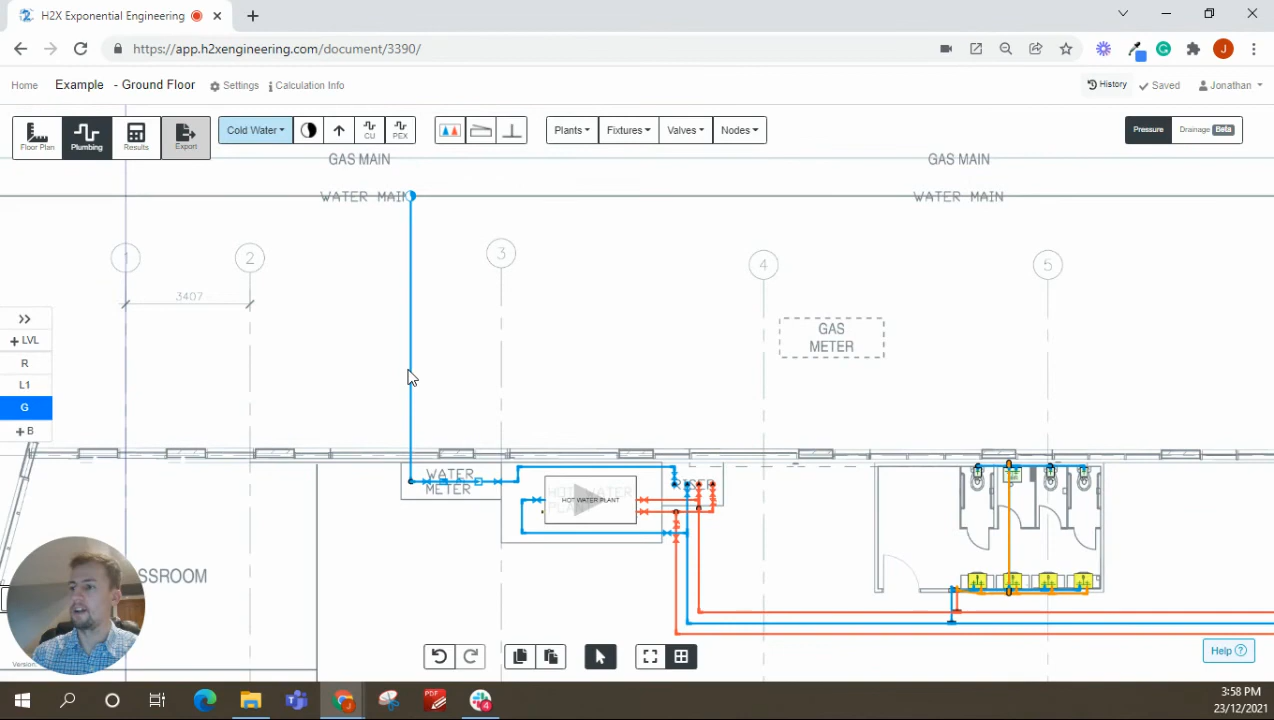 H2X Exponential Engineering
https://app.h2xengineering.com/document/3390/
J
Home Example - Ground Floor Settings Calculation Info History Saved Jonathan
Floor Plan Plumbing Results Export
Cold Water CU PEX
Plants Fixtures Valves Nodes
Pressure Drainage Beta
GAS MAIN GAS MAIN
WATER MAIN WATER MAIN
1 2 3 4 5
3407
>>
+ LVL
R
L1
G
+ B
GAS
METER
WATER
METER
RISER
HOT WATER PLANT
SSROOM
Version:
Help ?
4
3:58 PM
23/12/2021